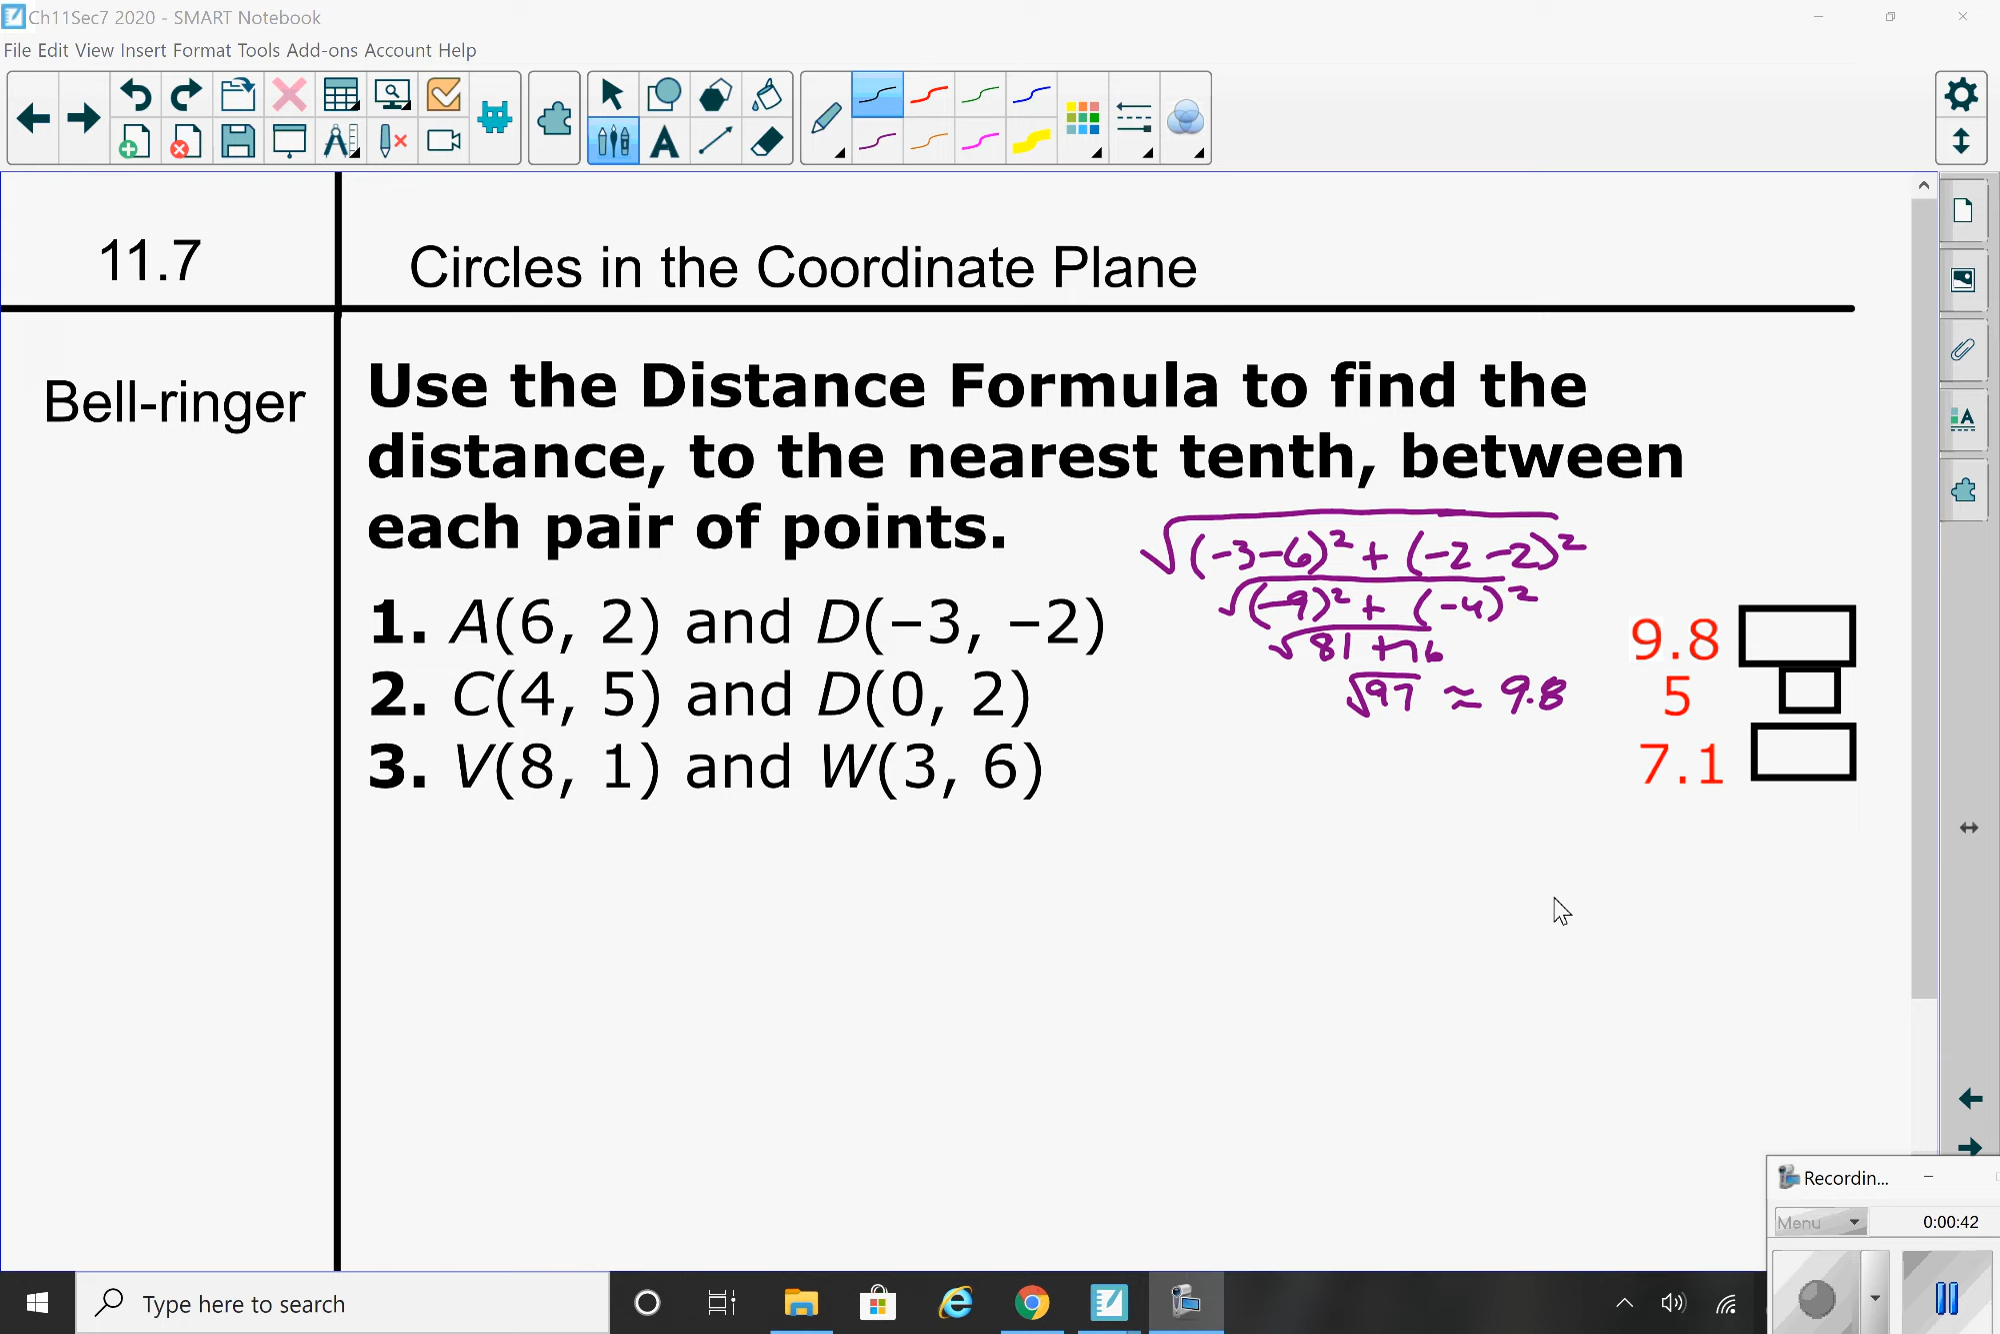 Ch11Sec7 2020 - SMART Notebook
File Edit View Insert Format Tools Add-ons Account Help
11.7
Circles in the Coordinate Plane
Bell-ringer
Use the Distance Formula to find the
distance, to the nearest tenth, between
each pair of points.
√(-3-6)² + (-2-2)²
√(-9)² + (-4)²
√81 + 16
√97 ≈ 9.8
1. A(6, 2) and D(–3, –2)
9.8
2. C(4, 5) and D(0, 2)
5
3. V(8, 1) and W(3, 6)
7.1
Recordin...
Menu
0:00:42
Type here to search